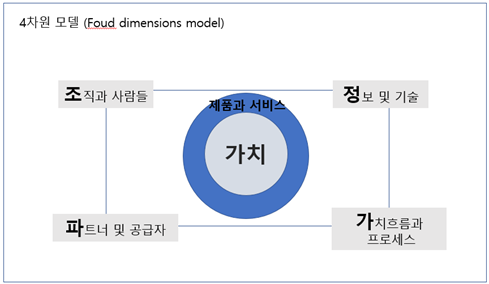 4차원 모델 (Foud dimensions model)
조직과 사람들
정보 및 기술
제품과 서비스
가치
파트너 및 공급자
가치흐름과
프로세스